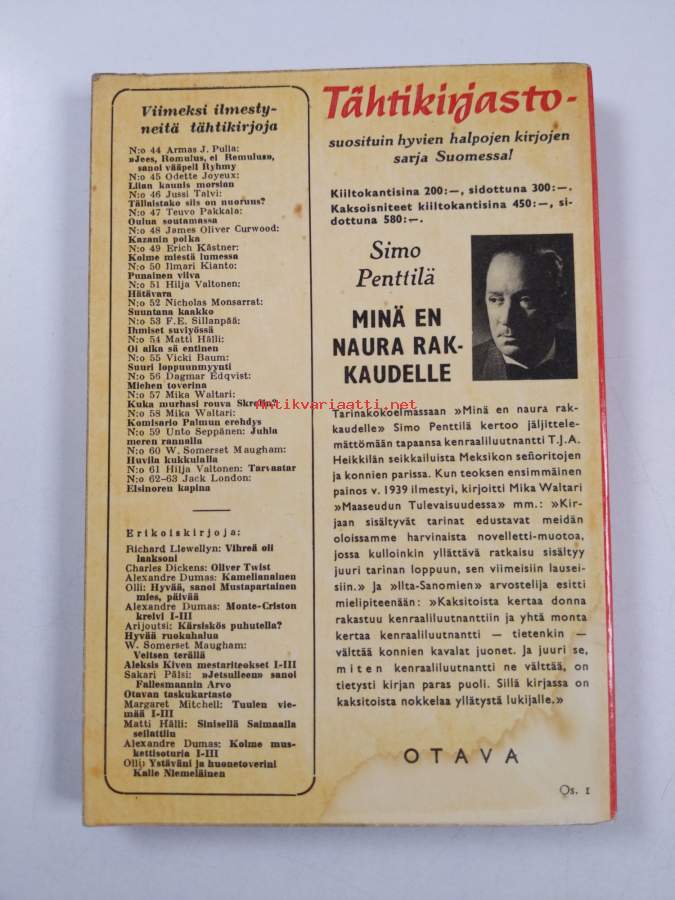 Viimeksi ilmesty-
neitä tähtikirjoja
N:o 44 Armas J. Pulla:
»Jees, Romulus, ei Remulus»,
sanoi vääpeli Ryhmy
N:o 45 Odette Joyeux:
Liian kaunis morsian
N:o 46 Jussi Talvi:
Tällaistako siis on nuoruus?
N:o 47 Teuvo Pakkala:
Oulua soutamassa
N:o 48 James Oliver Curwood:
Kazanin poika
N:o 49 Erich Kästner:
Kolme miestä lumessa
N:o 50 Ilmari Kianto:
Punainen viiva
N:o 51 Hilja Valtonen:
Hätävara
N:o 52 Nicholas Monsarrat:
Suuntana kaakko
N:o 53 F.E. Sillanpää:
Ihmiset suviyössä
N:o 54 Matti Hälli:
Oi aika sä entinen
N:o 55 Vicki Baum:
Suuri loppuunmyynti
N:o 56 Dagmar Edqvist:
Miehen toverina
N:o 57 Mika Waltari:
Kuka murhasi rouva Skrofin?
N:o 58 Mika Waltari:
Komisario Palmun erehdys
N:o 59 Unto Seppänen: Juhla
meren rannalla
N:o 60 W. Somerset Maugham:
Huvila kukkulalla
N:o 61 Hilja Valtonen: Tarvaatar
N:o 62–63 Jack London:
Elsinoren kapina
Erikoiskirjoja:
Richard Llewellyn: Vihreä oli
laaksoni
Charles Dickens: Oliver Twist
Alexandre Dumas: Kamelianainen
Olli: Hyvää, sanoi Mustapartainen
mies, päivää
Alexandre Dumas: Monte-Criston
kreivi I-III
Arijoutsi: Kärsiskös puhutella?
Hyvää ruokahalua
W. Somerset Maugham:
Veitsen terällä
Aleksis Kiven mestariteokset I-III
Sakari Pälsi: »Jetsulleen» sanoi
Fallesmannin Arvo
Otavan taskukartasto
Margaret Mitchell: Tuulen vie-
mää I-III
Matti Hälli: Sinisellä Saimaalla
seilattiin
Alexandre Dumas: Kolme mus-
kettisoturia I-III
Olli: Ystäväni ja huonetoverini
Kalle Niemeläinen
Tähtikirjasto-
suosituin hyvien halpojen kirjojen
sarja Suomessa!
Kiiltokantisina 200:—, sidottuna 300:—.
Kaksoisniteet kiiltokantisina 450:—, si-
dottuna 580:—.
Simo
Penttilä
MINÄ EN
NAURA RAK-
KAUDELLE
Antikvariaatti.net
Tarinakokoelmassaan »Minä en naura rak-
kaudelle» Simo Penttilä kertoo jäljittele-
mättömään tapaansa kenraaliluutnantti T.J.A.
Heikkilän seikkailuista Meksikon señoritojen
ja konnien parissa. Kun teoksen ensimmäinen
painos v. 1939 ilmestyi, kirjoitti Mika Waltari
»Maaseudun Tulevaisuudessa» mm.: »Kir-
jaan sisältyvät tarinat edustavat meidän
oloissamme harvinaista novelletti-muotoa,
jossa kulloinkin yllättävä ratkaisu sisältyy
juuri tarinan loppuun, sen viimeisiin lausei-
siin.» Ja »Ilta-Sanomien» arvostelija esitti
mielipiteenään: »Kaksitoista kertaa donna
rakastuu kenraaliluutnanttiin ja yhtä monta
kertaa kenraaliluutnantti — tietenkin —
välttää konnien kavalat juonet. Ja juuri se,
miten kenraaliluutnantti ne välttää, on
tietysti kirjan paras puoli. Sillä kirjassa on
kaksitoista nokkelaa yllätystä lukijalle.»
OTAVA
Os. 1